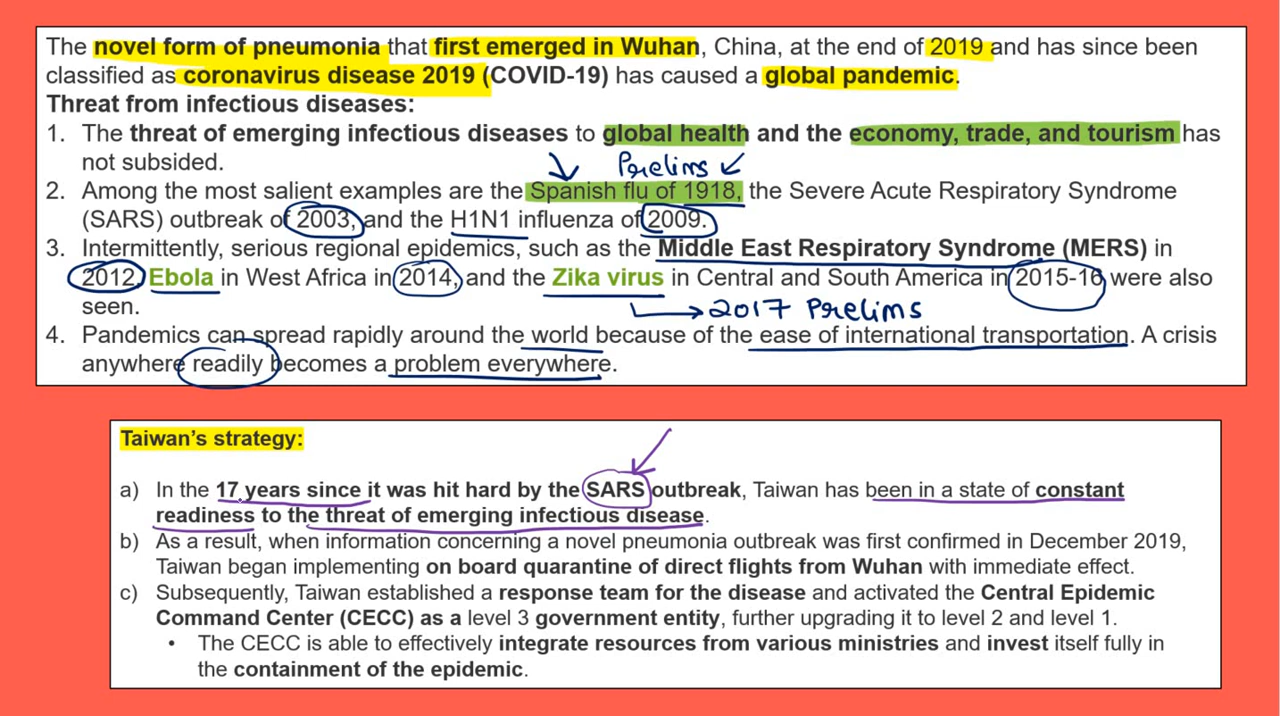 The novel form of pneumonia that first emerged in Wuhan, China, at the end of 2019 and has since been
classified as coronavirus disease 2019 (COVID-19) has caused a global pandemic.
Threat from infectious diseases:
1. The threat of emerging infectious diseases to global health and the economy, trade, and tourism has
not subsided.
Prelims
2. Among the most salient examples are the Spanish flu of 1918, the Severe Acute Respiratory Syndrome
(SARS) outbreak of 2003, and the H1N1 influenza of 2009.
3. Intermittently, serious regional epidemics, such as the Middle East Respiratory Syndrome (MERS) in
2012, Ebola in West Africa in 2014, and the Zika virus in Central and South America in 2015-16, were also
seen.
2017 Prelims
4. Pandemics can spread rapidly around the world because of the ease of international transportation. A crisis
anywhere readily becomes a problem everywhere.
Taiwan's strategy:
a) In the 17 years since it was hit hard by the SARS outbreak, Taiwan has been in a state of constant
readiness to the threat of emerging infectious disease.
b) As a result, when information concerning a novel pneumonia outbreak was first confirmed in December 2019,
Taiwan began implementing on board quarantine of direct flights from Wuhan with immediate effect.
c) Subsequently, Taiwan established a response team for the disease and activated the Central Epidemic
Command Center (CECC) as a level 3 government entity, further upgrading it to level 2 and level 1.
• The CECC is able to effectively integrate resources from various ministries and invest itself fully in
the containment of the epidemic.